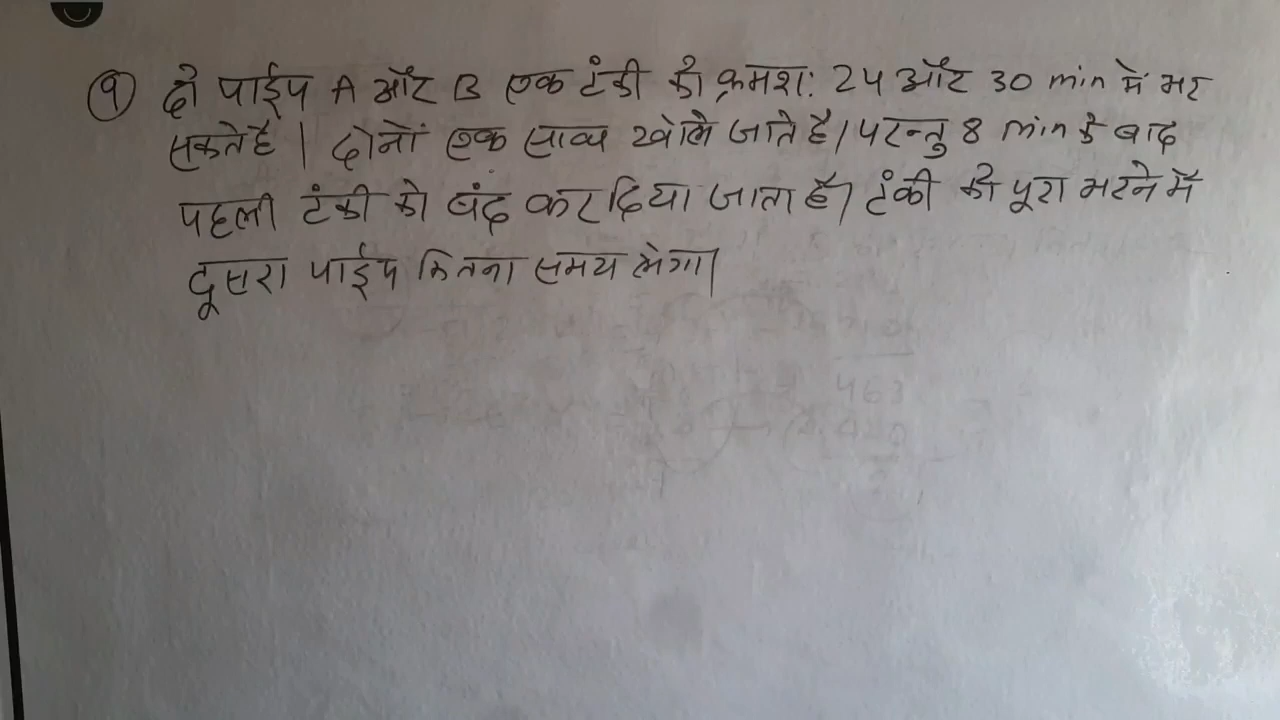 9 दो पाईप A और B एक टंकी को क्रमश: 24 और 30 min में भर
सकते है। दोनों एक साथ खोले जाते है। परन्तु 8 min के बाद
पहली टंकी को बंद कर दिया जाता है। टंकी को पूरा भरने में
दूसरा पाईप कितना समय लेगा।